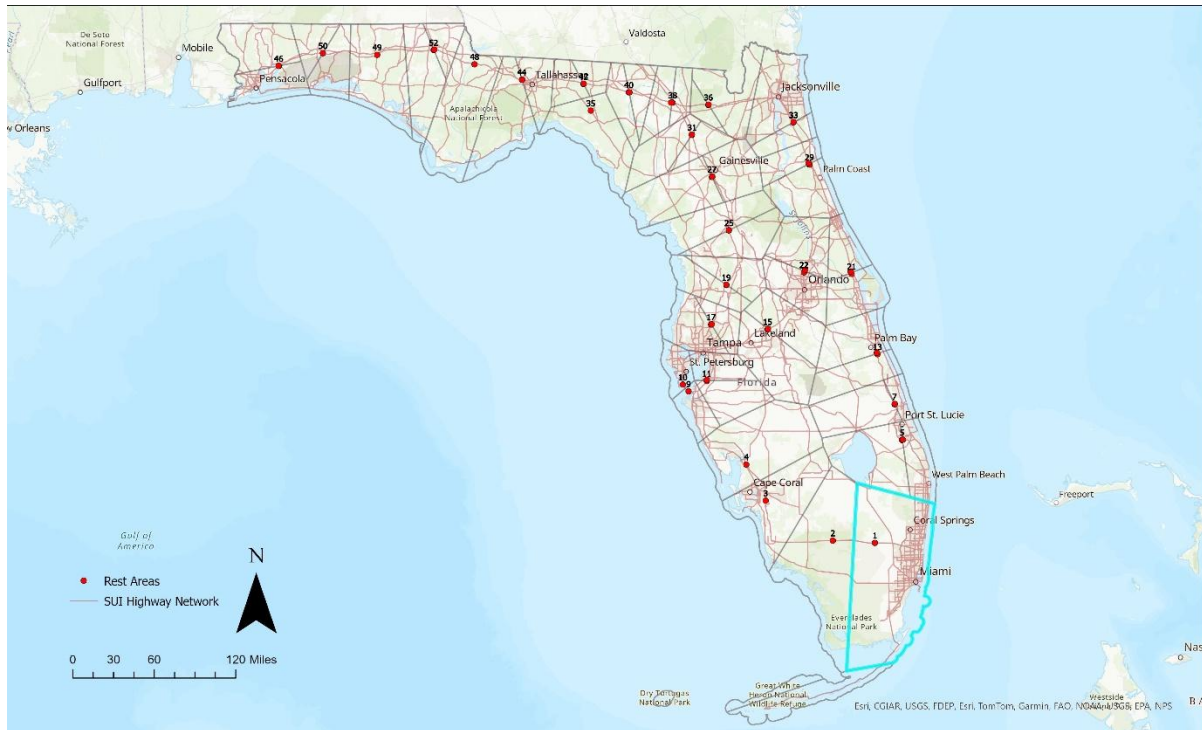 De Soto
National Forest
Mobile
Gulfport
Pensacola
Valdosta
46
50
49
52
48
44
Tallahassee
42
40
38
36
35
Apalachicola
National Forest
31
Jacksonville
33
29
Palm Coast
Gainesville
27
25
St Johns
22
21
Orlando
19
17
15
Lakeland
Tampa
St. Petersburg
Palm Bay
13
10
9
11
Florida
7
Port St. Lucie
5
4
Cape Coral
3
West Palm Beach
Freeport
Coral Springs
2
1
Miami
Everglades
National Park
Gulf of
America
N
Rest Areas
SUI Highway Network
0 30 60 120 Miles
Dry Tortugas
National Park
Great White
Heron National
Wildlife Refuge
Nas
Westside
Esri, CGIAR, USGS, FDEP, Esri, TomTom, Garmin, FAO, NOAA, USGS, EPA, NPS